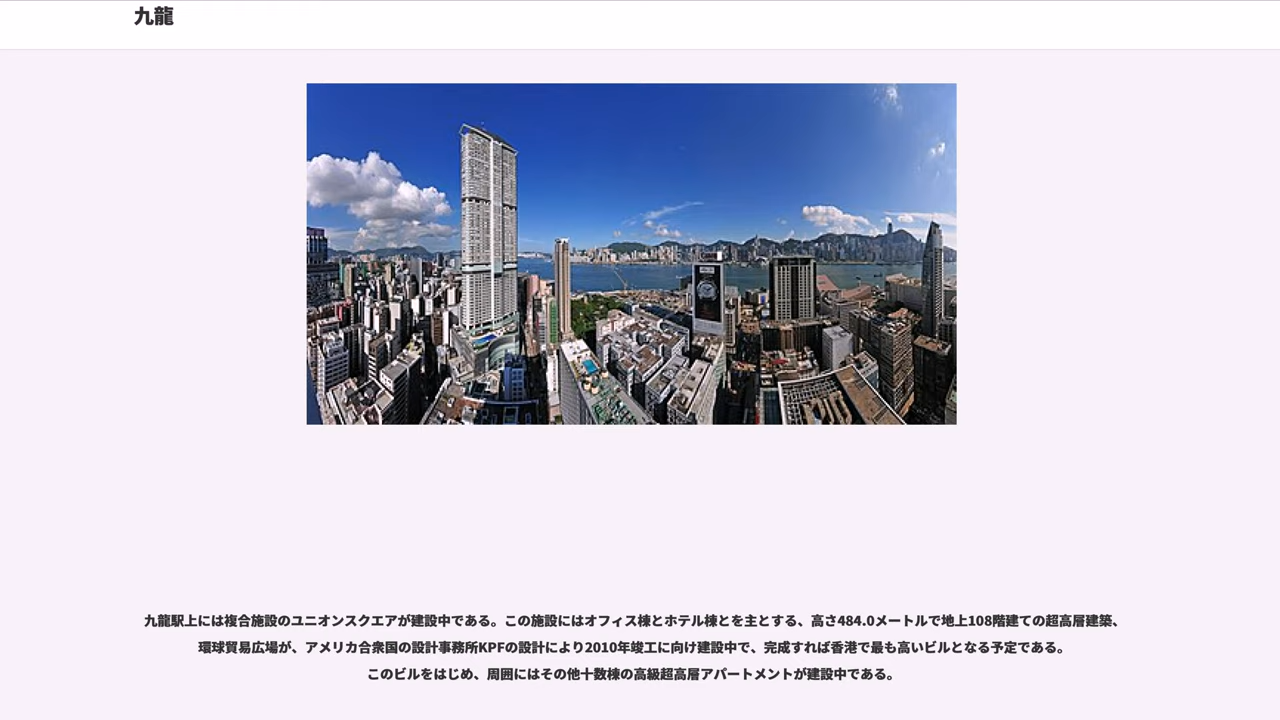 九龍
九龍駅上には複合施設のユニオンスクエアが建設中である。この施設にはオフィス棟とホテル棟とを主とする、高さ484.0メートルで地上108階建ての超高層建築、
環球貿易広場が、アメリカ合衆国の設計事務所KPFの設計により2010年竣工に向け建設中で、完成すれば香港で最も高いビルとなる予定である。
このビルをはじめ、周囲にはその他十数棟の高級超高層アパートメントが建設中である。